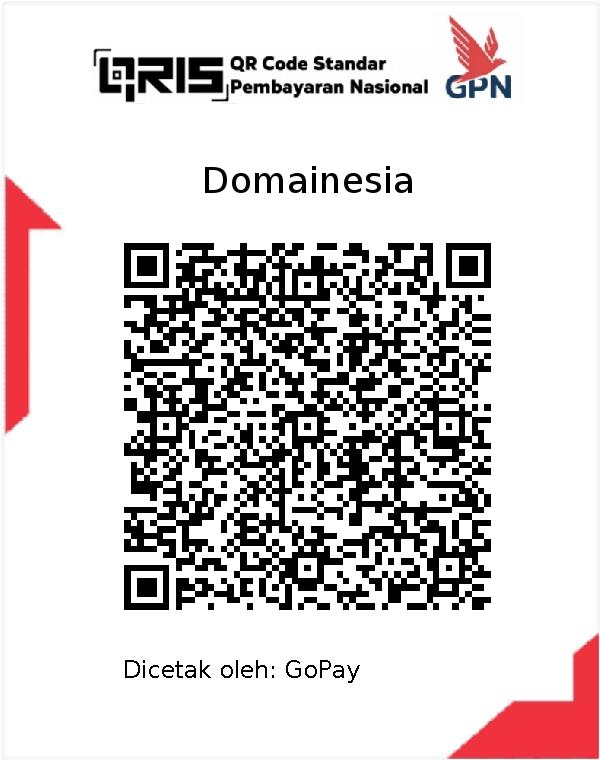 QRIS QR Code Standar
Pembayaran Nasional
GPN
Domainesia
Dicetak oleh: GoPay